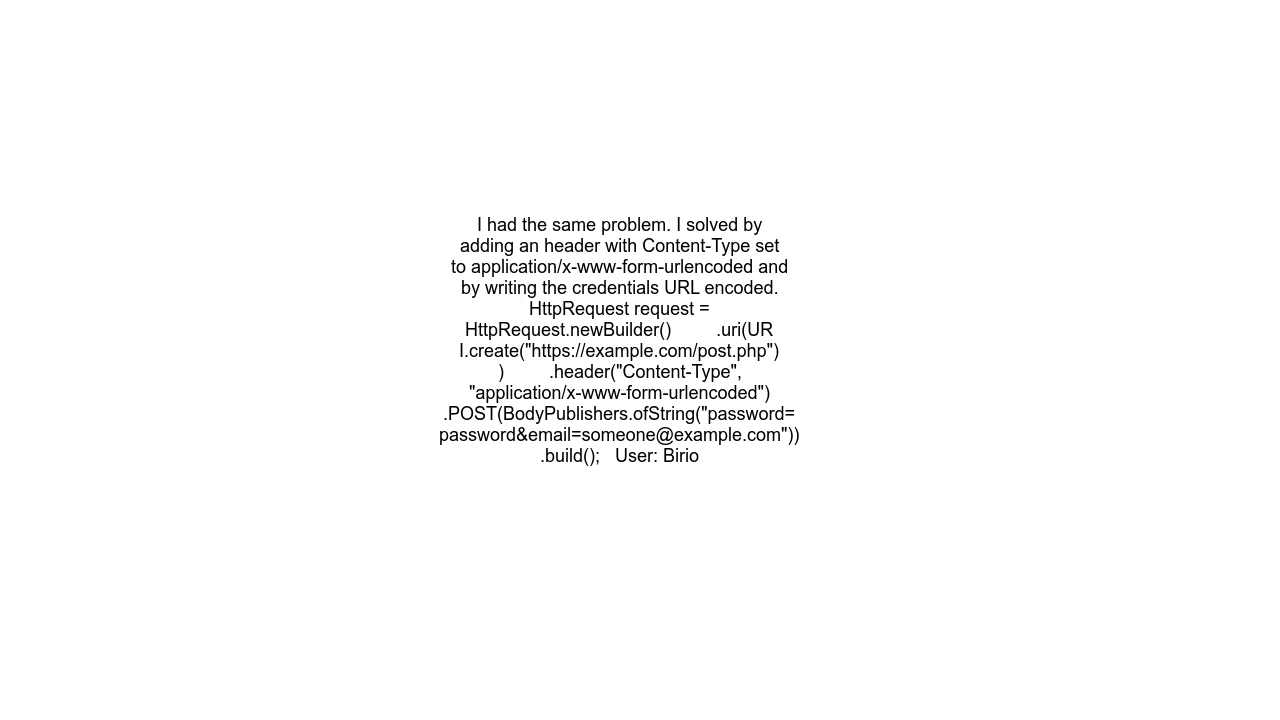 I had the same problem. I solved by
adding an header with Content-Type set
to application/x-www-form-urlencoded and
by writing the credentials URL encoded.
HttpRequest request =
HttpRequest.newBuilder()         .uri(UR
I.create("https://example.com/post.php")
)         .header("Content-Type",
"application/x-www-form-urlencoded")
.POST(BodyPublishers.ofString("password=
password&email=someone@example.com"))
.build();   User: Birio